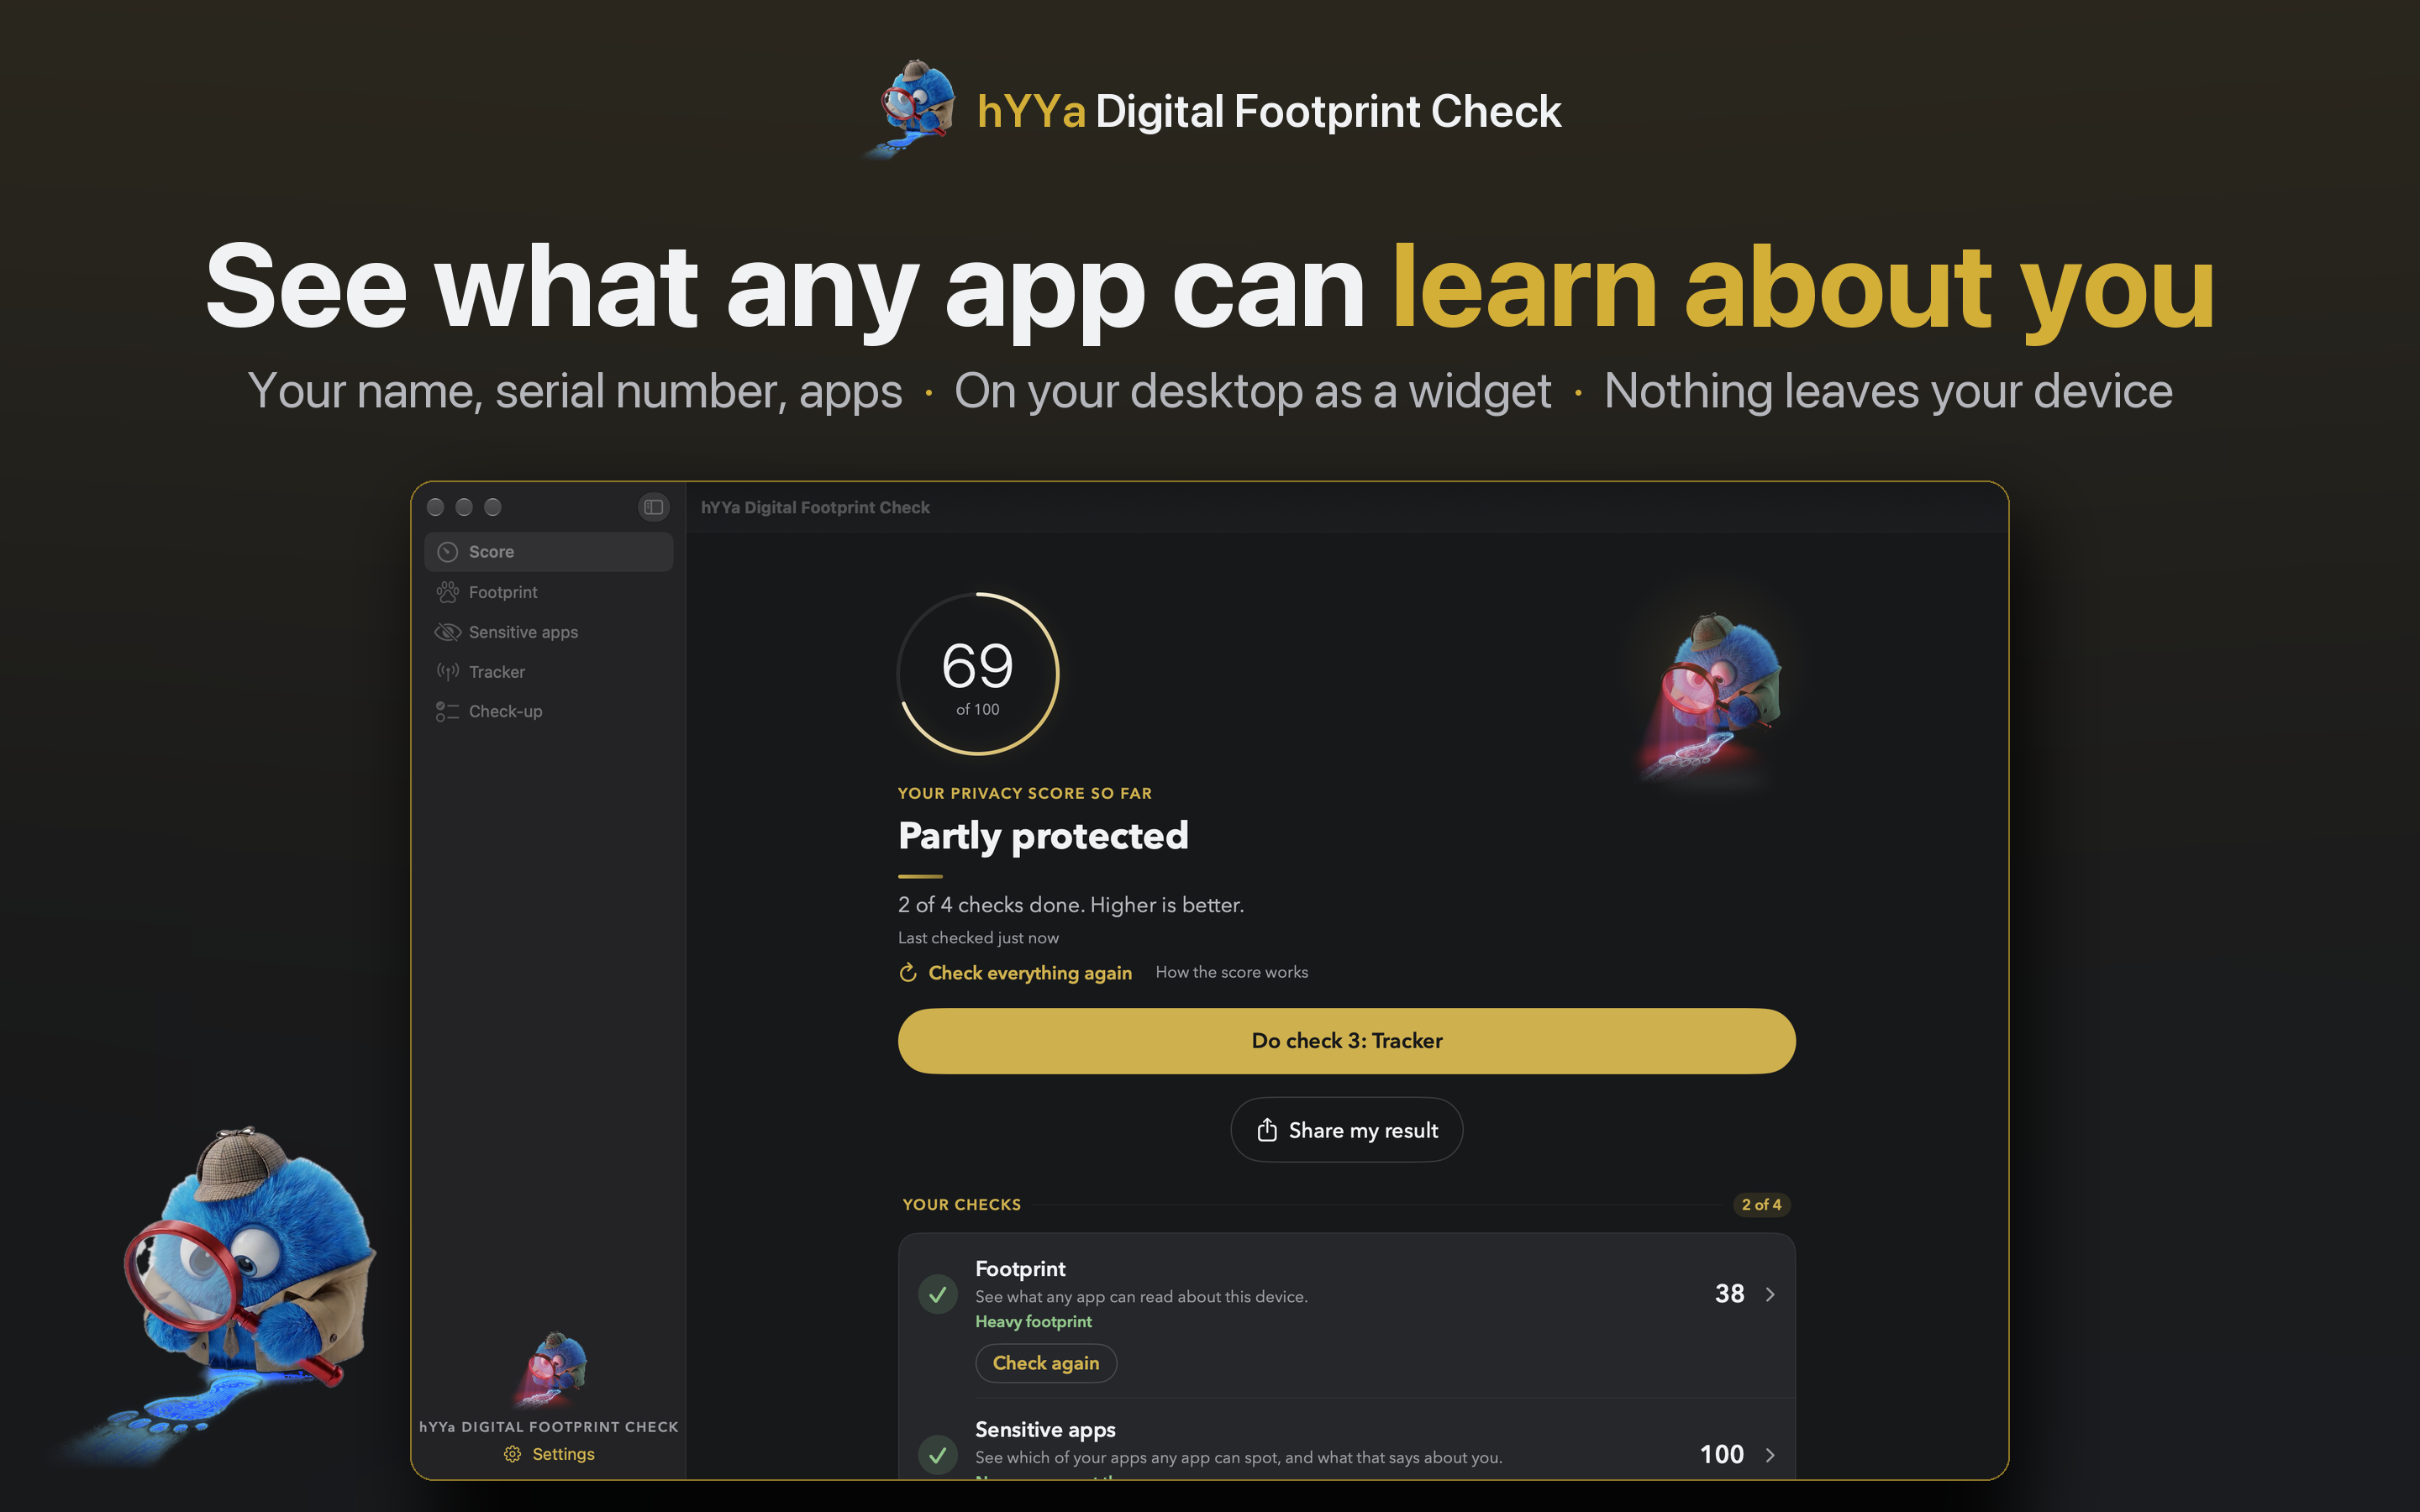 hYYa Digital Footprint Check
See what any app can learn about you
Your name, serial number, apps · On your desktop as a widget · Nothing leaves your device
hYYa Digital Footprint Check
Score
Footprint
Sensitive apps
Tracker
Check-up
hYYa DIGITAL FOOTPRINT CHECK
Settings
69
of 100
YOUR PRIVACY SCORE SO FAR
Partly protected
2 of 4 checks done. Higher is better.
Last checked just now
Check everything again
How the score works
Do check 3: Tracker
Share my result
YOUR CHECKS
2 of 4
Footprint
See what any app can read about this device.
Heavy footprint
38
Check again
Sensitive apps
See which of your apps any app can spot, and what that says about you.
100